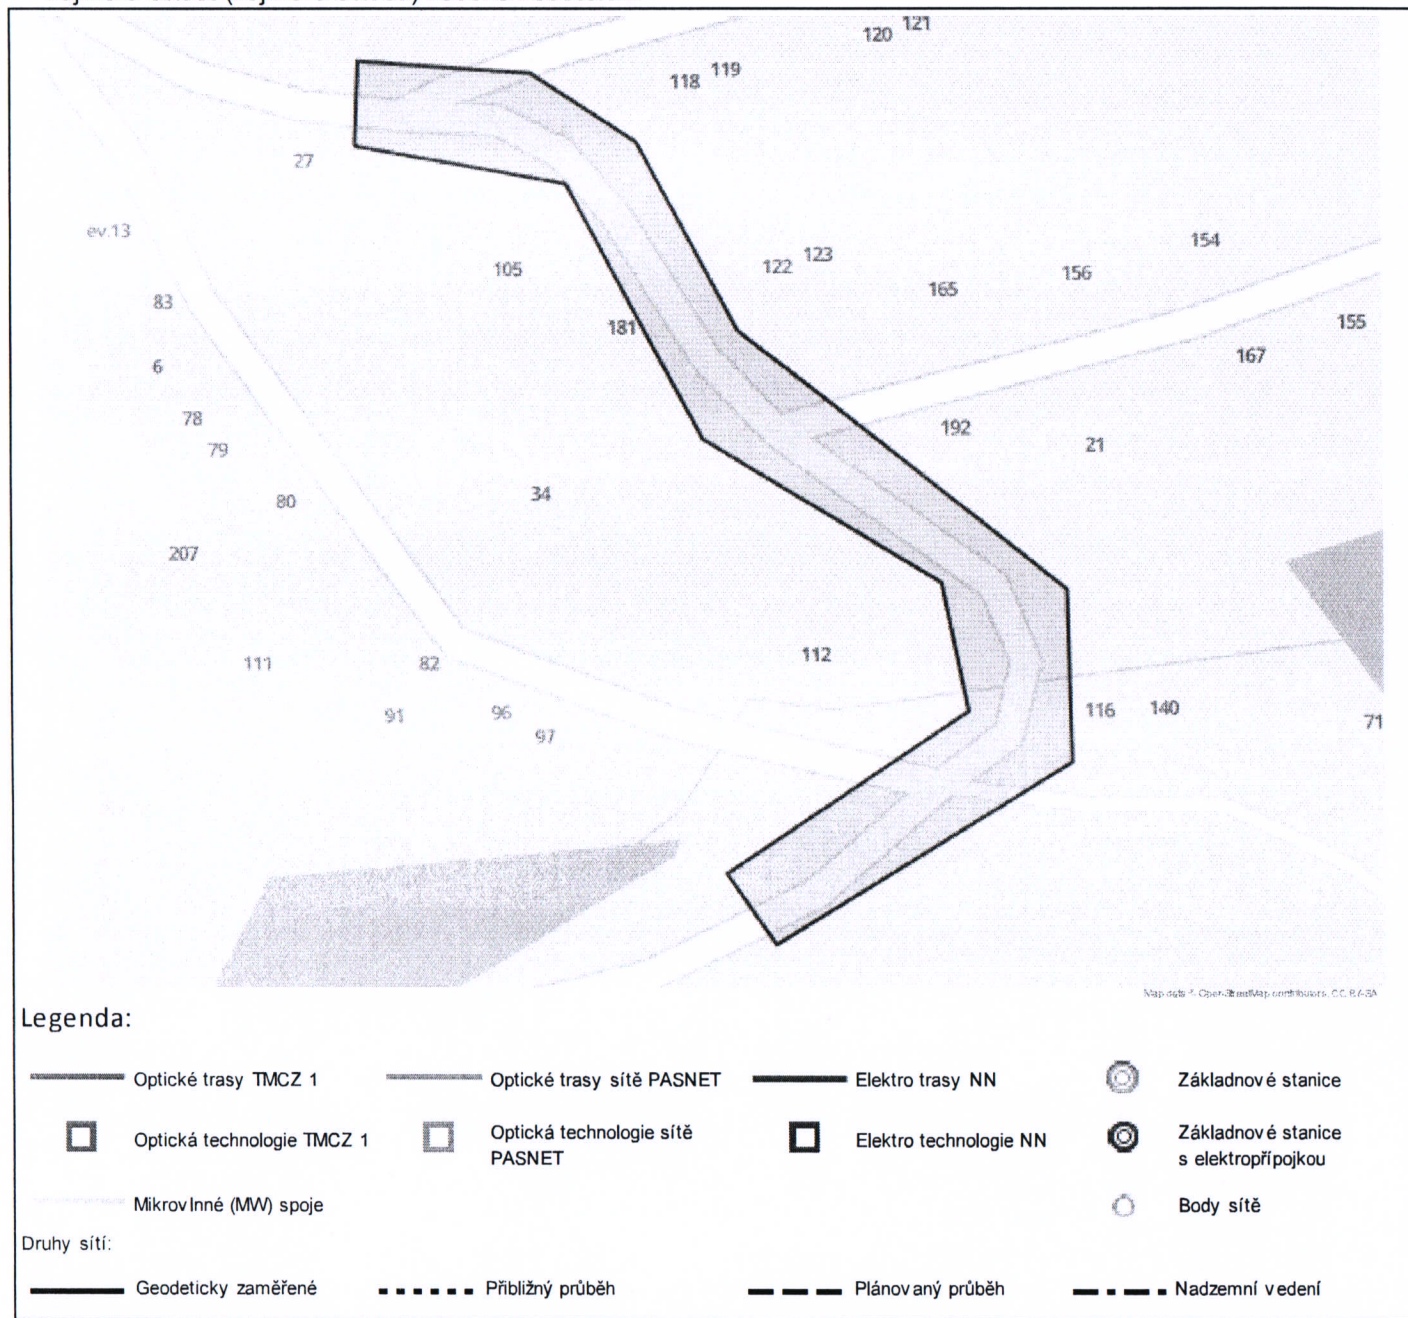 120 121
118 119
27
ev.13
154
123
122
105
156
165
83
155
181
167
6
78
192
21
79
34
80
207
112
111
82
116 140
91
96
71
97
Legenda:
Optické trasy TMCZ 1
Optické trasy sítě PASNET
Elektro trasy NN
Základnové stanice
Optická technologie TMCZ 1
Optická technologie sítě
PASNET
Elektro technologie NN
Základnové stanice
s elektropřípojkou
Mikrovlnné (MW) spoje
Body sítě
Druhy sítí:
Geodeticky zaměřené
Přibližný průběh
Plánovaný průběh
Nadzemní vedení